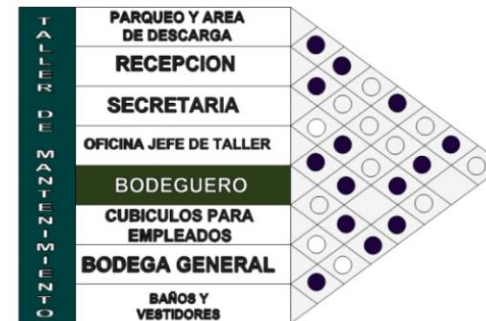 TALLER DE MANTENIMIENTO
PARQUEO Y AREA
DE DESCARGA
RECEPCION
SECRETARIA
OFICINA JEFE DE TALLER
BODEGUERO
CUBICULOS PARA
EMPLEADOS
BODEGA GENERAL
BAÑOS Y
VESTIDORES